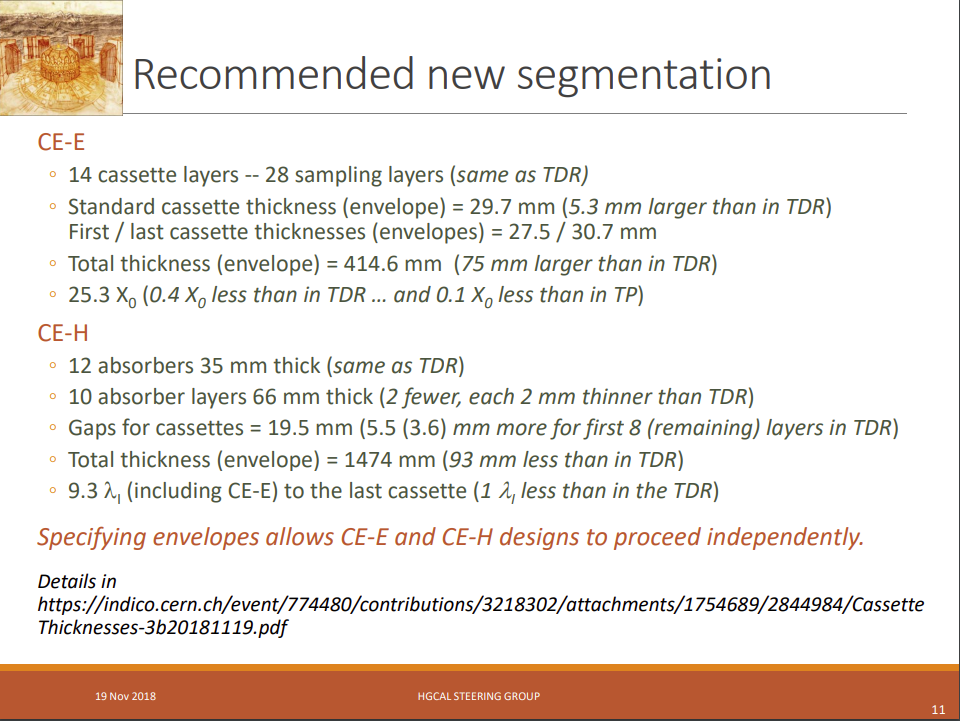 Recommended new segmentation
CE-E
◦ 14 cassette layers -- 28 sampling layers (same as TDR)
◦ Standard cassette thickness (envelope) = 29.7 mm (5.3 mm larger than in TDR)
First / last cassette thicknesses (envelopes) = 27.5 / 30.7 mm
◦ Total thickness (envelope) = 414.6 mm  (75 mm larger than in TDR)
◦ 25.3 X0 (0.4 X0 less than in TDR … and 0.1 X0 less than in TP)
CE-H
◦ 12 absorbers 35 mm thick (same as TDR)
◦ 10 absorber layers 66 mm thick (2 fewer, each 2 mm thinner than TDR)
◦ Gaps for cassettes = 19.5 mm (5.5 (3.6) mm more for first 8 (remaining) layers in TDR)
◦ Total thickness (envelope) = 1474 mm (93 mm less than in TDR)
◦ 9.3 λI (including CE-E) to the last cassette (1 λI less than in the TDR)
Specifying envelopes allows CE-E and CE-H designs to proceed independently.
Details in
https://indico.cern.ch/event/774480/contributions/3218302/attachments/1754689/2844984/Cassette
Thicknesses-3b20181119.pdf
19 Nov 2018
HGCAL STEERING GROUP
11